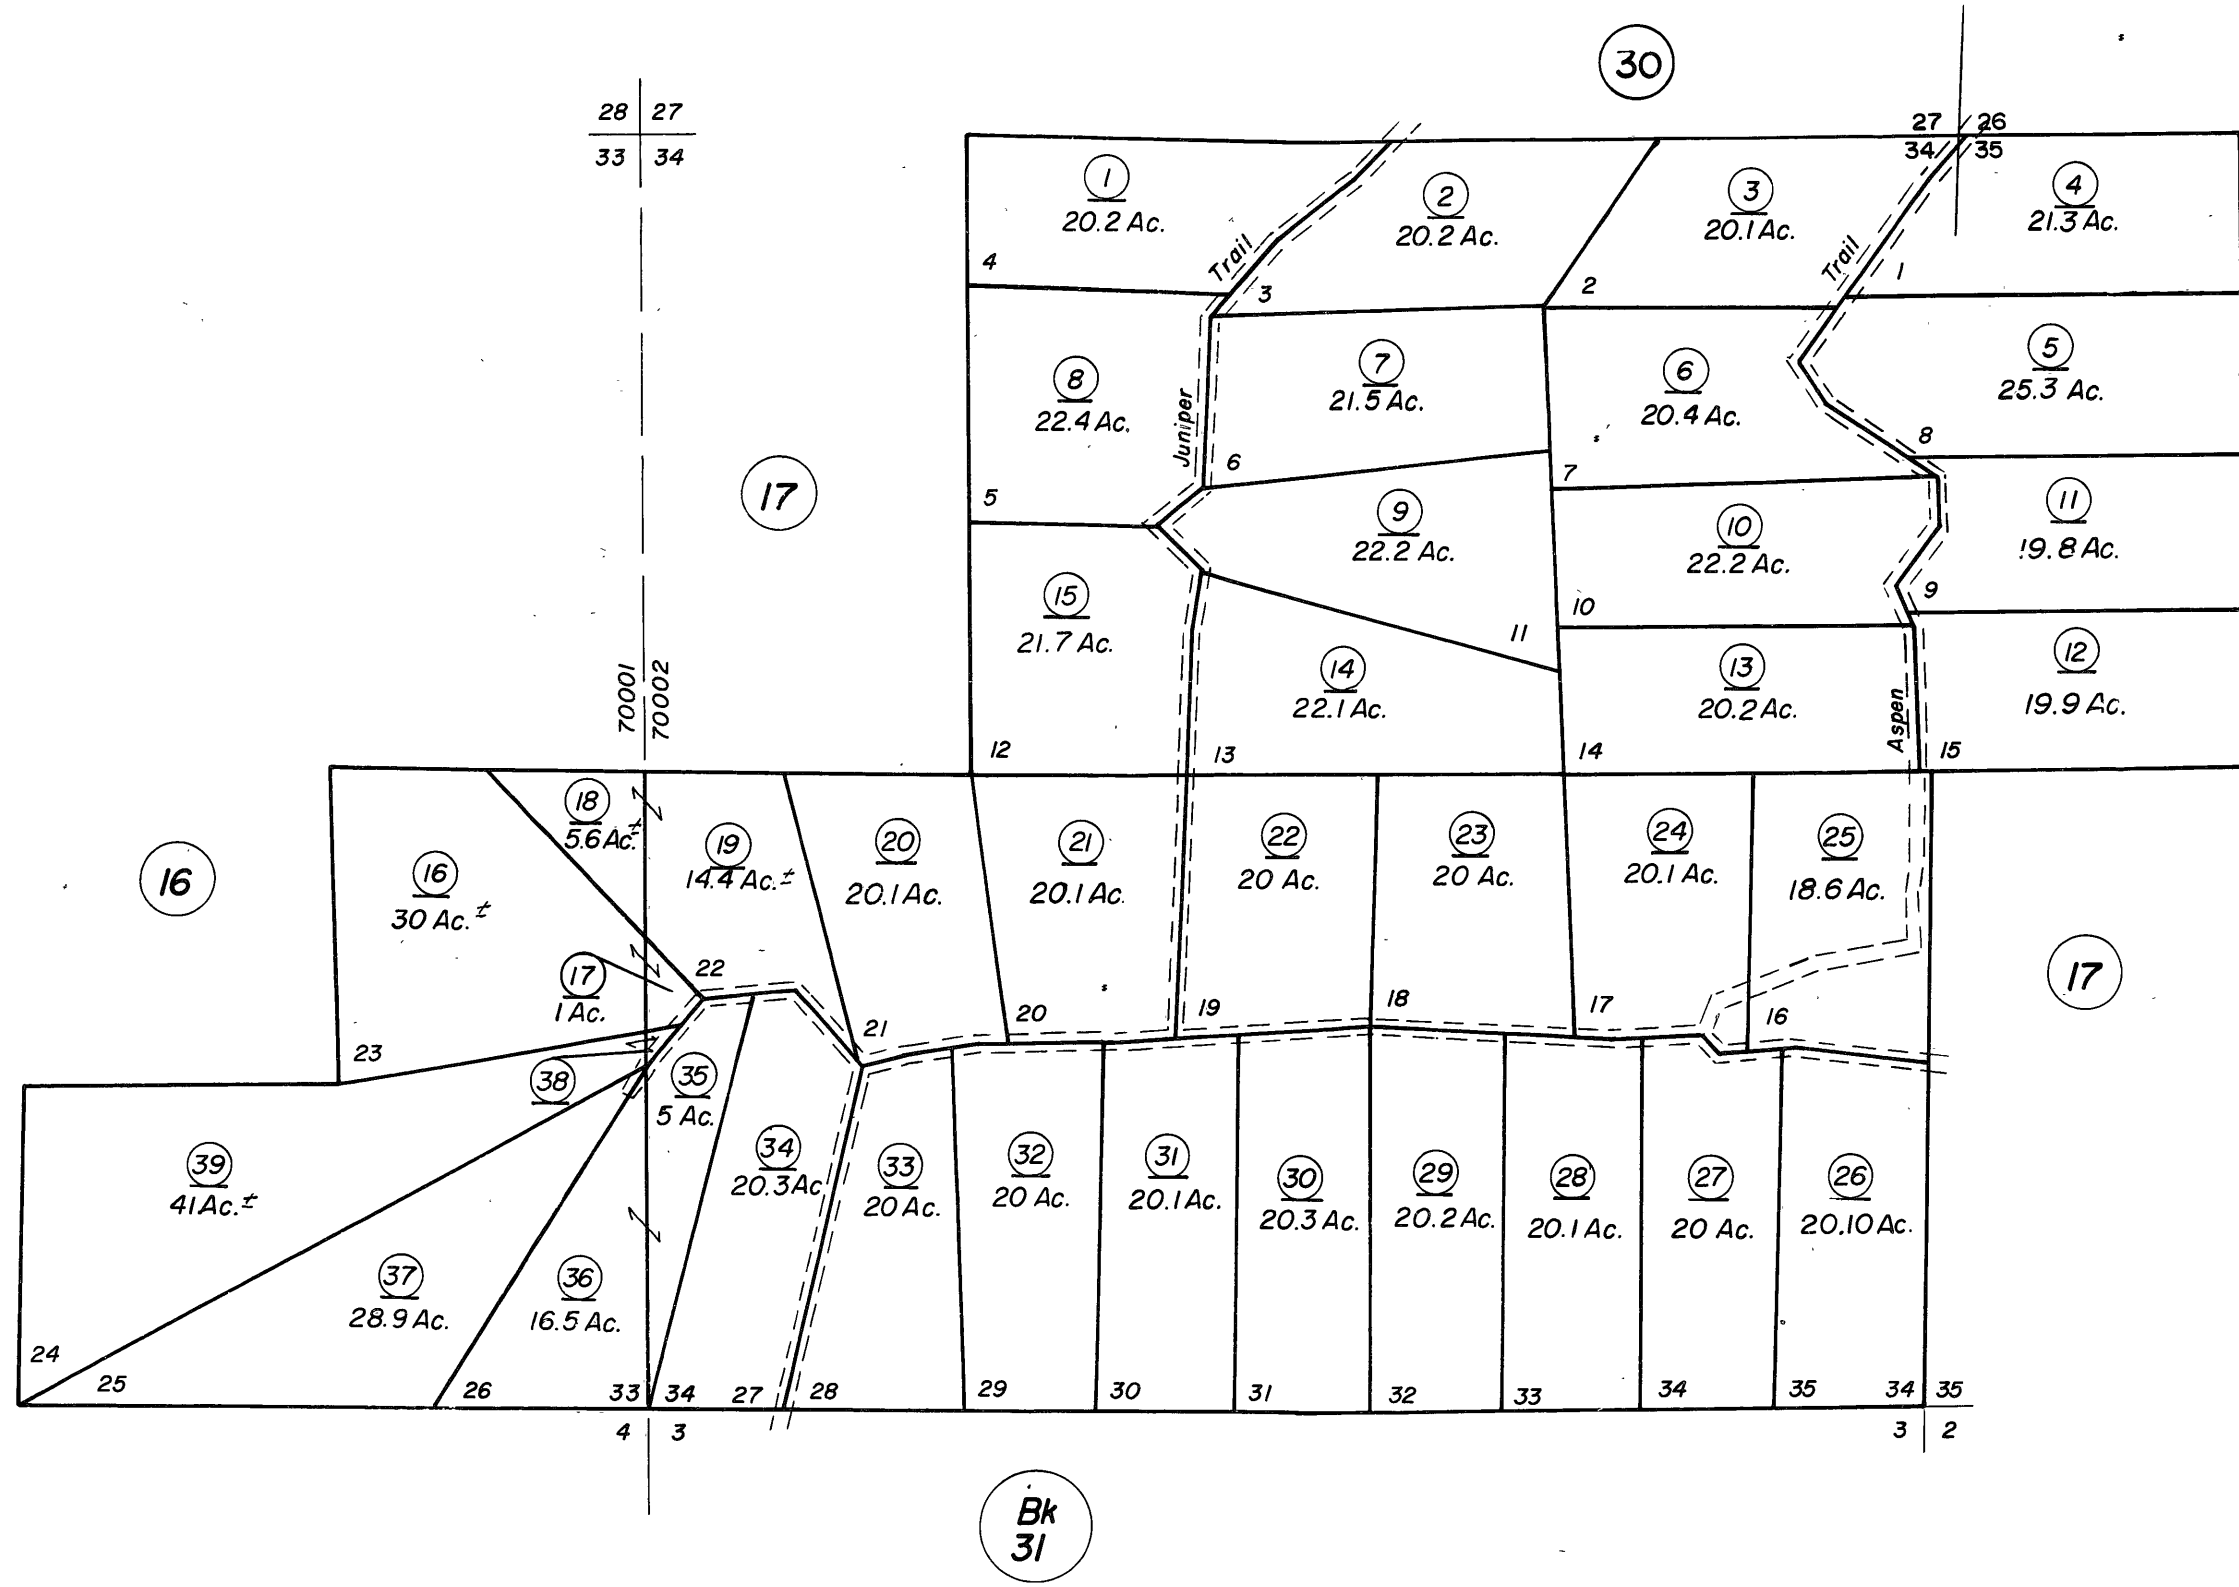 30
28 27
33 34
27 26
34 35
1
20.2 Ac.
4
2
20.2 Ac.
3
3
20.1 Ac.
2
4
21.3 Ac.
1
Trail
Trail
8
22.4 Ac.
5
Juniper
7
21.5 Ac.
6
6
20.4 Ac.
7
5
25.3 Ac.
8
17
9
22.2 Ac.
11
10
22.2 Ac.
10
11
19.8 Ac.
9
15
21.7 Ac.
12
14
22.1 Ac.
13
13
20.2 Ac.
14
Aspen
12
19.9 Ac.
15
70001
70002
16
16
30 Ac.±
23
18
5.6 Ac.±
17
1 Ac.
22
19
14.4 Ac.±
20
20.1 Ac.
21
21
20.1 Ac.
20
22
20 Ac.
19
23
20 Ac.
18
24
20.1 Ac.
17
25
18.6 Ac.
16
17
39
41 Ac.±
24
38
37
28.9 Ac.
25
36
16.5 Ac.
26
35
5 Ac.
34
20.3 Ac
27
33
20 Ac.
28
32
20 Ac.
29
31
20.1 Ac.
30
30
20.3 Ac.
31
29
20.2 Ac.
32
28
20.1 Ac.
33
27
20 Ac.
34
26
20.10 Ac.
35
33 34
4 3
34 35
3 2
Bk
31